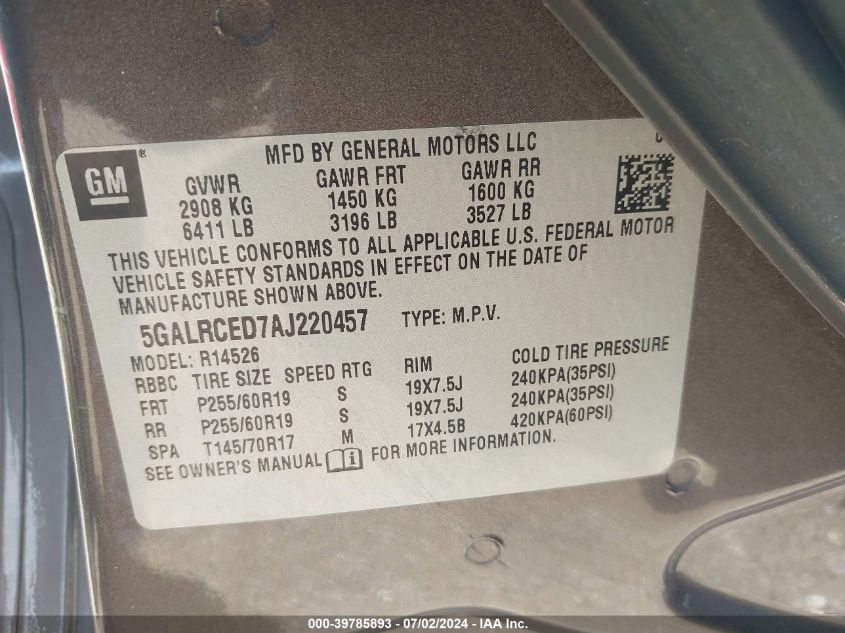 GM ® MFD BY GENERAL MOTORS LLC
GVWR GAWR FRT GAWR RR
2908 KG 1450 KG 1600 KG
6411 LB 3196 LB 3527 LB
THIS VEHICLE CONFORMS TO ALL APPLICABLE U.S. FEDERAL MOTOR
VEHICLE SAFETY STANDARDS IN EFFECT ON THE DATE OF
MANUFACTURE SHOWN ABOVE.
5GALRCED7AJ220457 TYPE: M.P.V.
MODEL: R14526
RBBC TIRE SIZE SPEED RTG RIM COLD TIRE PRESSURE
FRT P255/60R19 S 19X7.5J 240KPA(35PSI)
RR P255/60R19 S 19X7.5J 240KPA(35PSI)
SPA T145/70R17 M 17X4.5B 420KPA(60PSI)
SEE OWNER'S MANUAL FOR MORE INFORMATION.
000-39785893 - 07/02/2024 - IAA Inc.